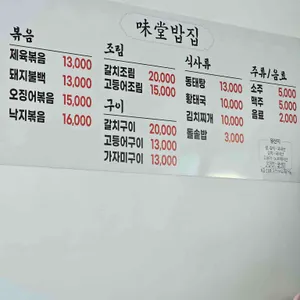 味堂밥집
볶음
제육볶음 13,000
돼지불백 13,000
오징어볶음 15,000
낙지볶음 16,000
조림
갈치조림 20,000
고등어조림 15,000
구이
갈치구이 20,000
고등어구이 13,000
가자미구이 13,000
식사류
동태탕 13,000
황태국 10,000
김치찌개 10,000
돌솥밥 3,000
주류/음료
소주 5,000
맥주 5,000
음료 2,000
원산지